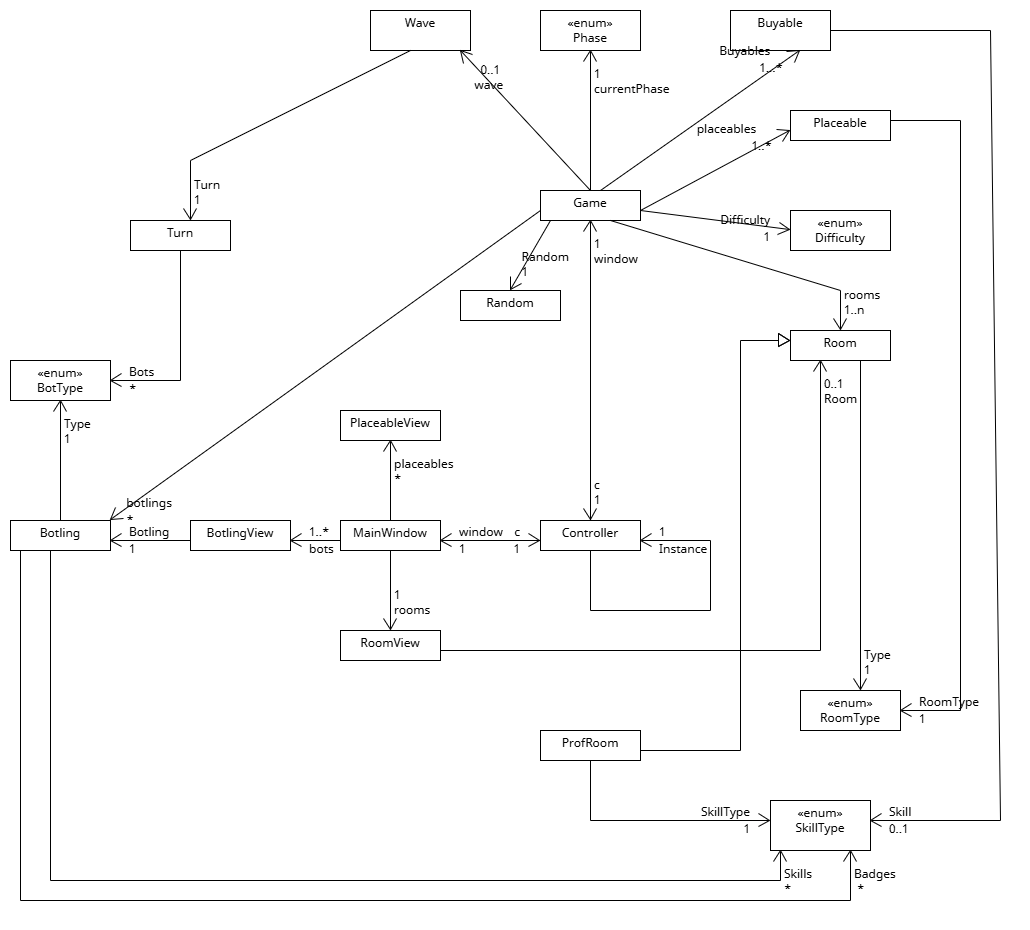 Wave
«enum»
Phase
Buyable
Buyables
1..*
0..1
wave
1
currentPhase
Placeable
placeables
1..*
Turn
1
Game
Difficulty
1
«enum»
Difficulty
Turn
1
window
Random
1
Random
rooms
1..n
Room
«enum»
BotType
Bots
*
0..1
Room
Type
1
PlaceableView
placeables
*
c
1
botlings
*
Botling
Botling
1
BotlingView
1..*
bots
MainWindow
window
1
c
1
Controller
1
Instance
1
rooms
RoomView
Type
1
«enum»
RoomType
RoomType
1
ProfRoom
SkillType
1
«enum»
SkillType
Skill
0..1
Skills
*
Badges
*